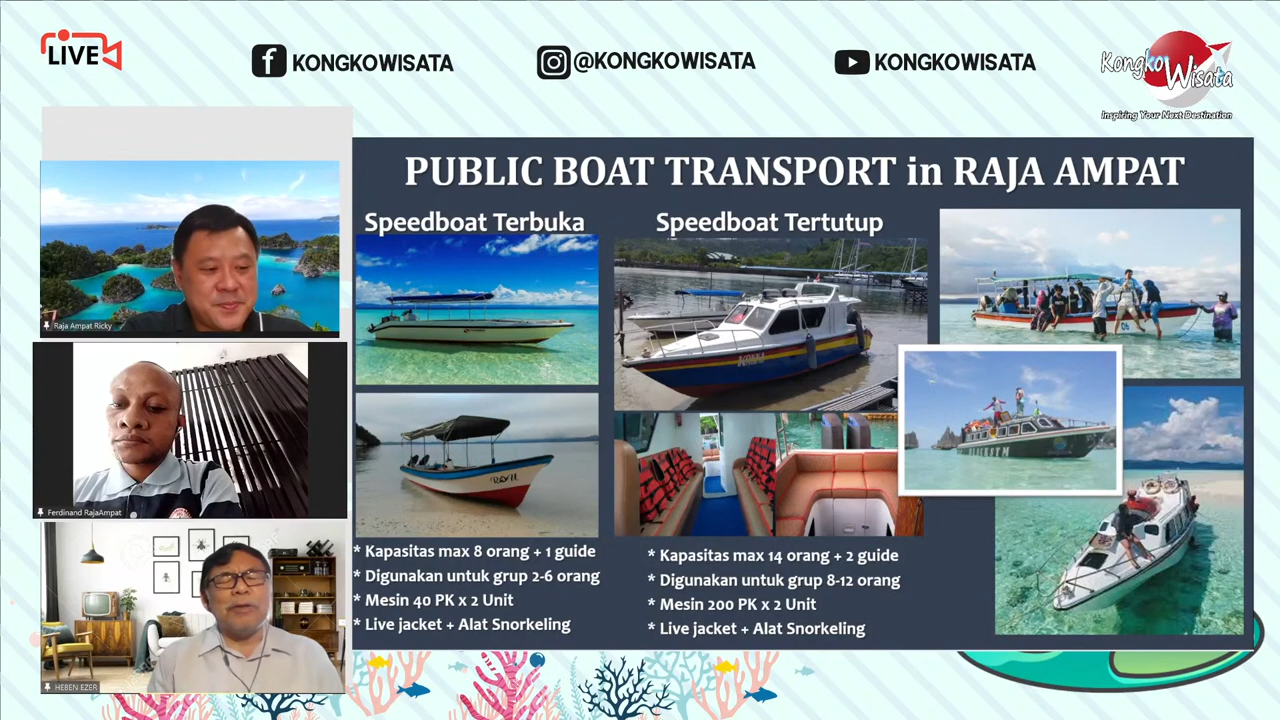 LIVE
KONGKOWISATA
@KONGKOWISATA
KONGKOWISATA
Kongkow Wisata
Inspiring Your Next Destination
PUBLIC BOAT TRANSPORT in RAJA AMPAT
Speedboat Terbuka
Speedboat Tertutup
Raja Ampat Ricky
Ferdinand RajaAmpat
HEBEN EZER
06
* Kapasitas max 8 orang + 1 guide
* Digunakan untuk grup 2-6 orang
* Mesin 40 PK x 2 Unit
* Live jacket + Alat Snorkeling
* Kapasitas max 14 orang + 2 guide
* Digunakan untuk grup 8-12 orang
* Mesin 200 PK x 2 Unit
* Live jacket + Alat Snorkeling